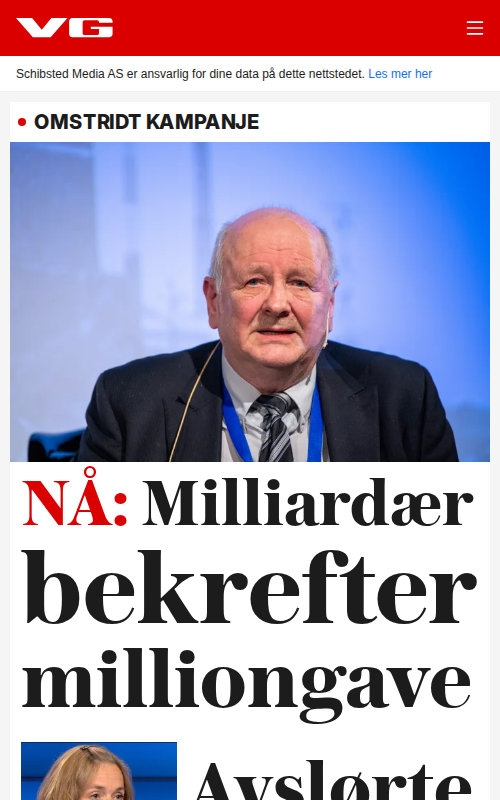 VG
Schibsted Media AS er ansvarlig for dine data på dette nettstedet. Les mer her
OMSTRIDT KAMPANJE
NÅ: Milliardær
bekrefter
milliongave
Avslørte